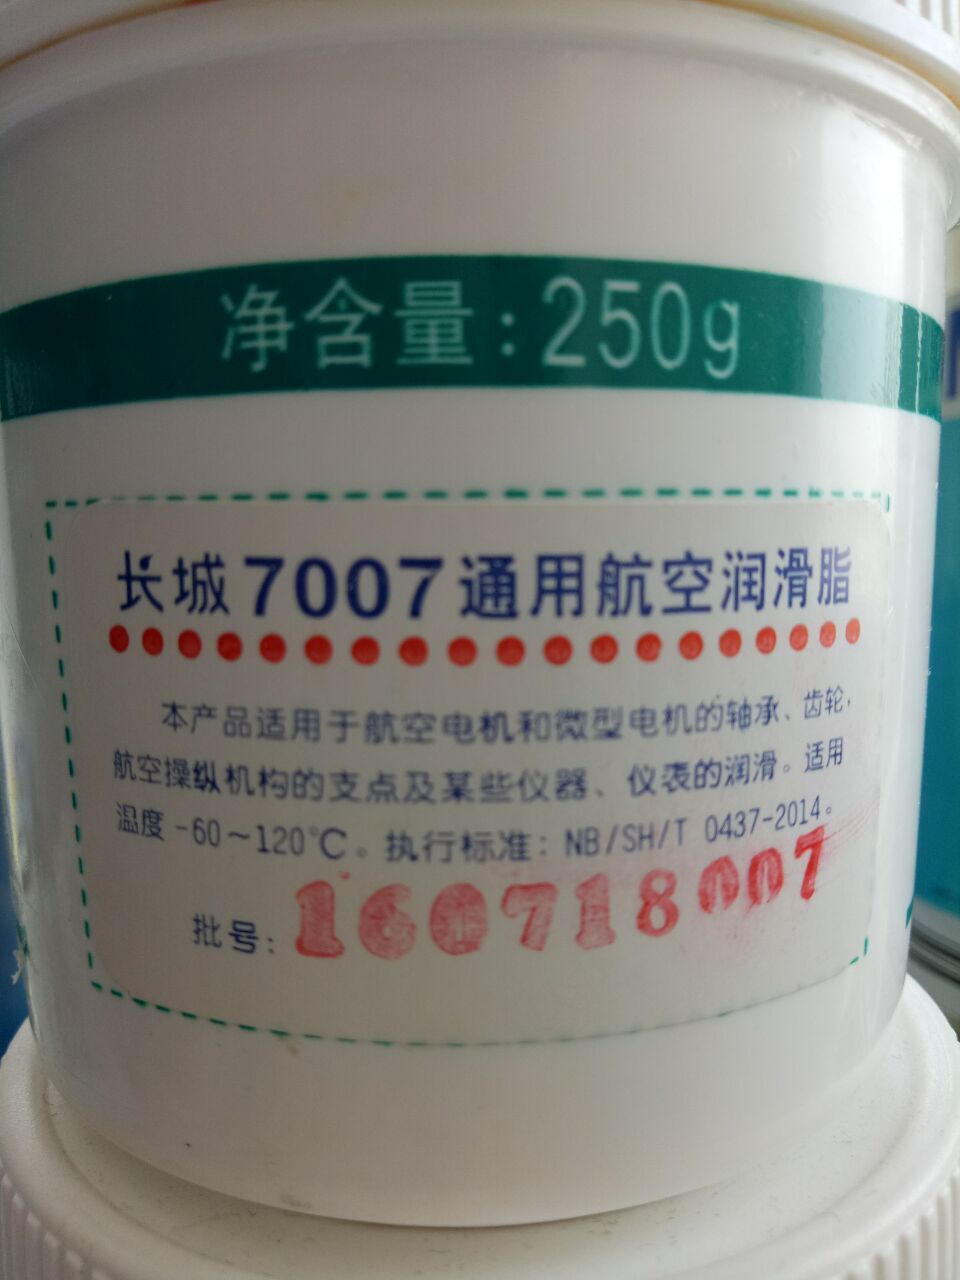 净含量:250g
长城7007通用航空润滑脂
本产品适用于航空电机和微型电机的轴承、齿轮，
航空操纵机构的支点及某些仪器、仪表的润滑。适用
温度-60～120℃。执行标准：NB/SH/T 0437-2014。
批号：160718007